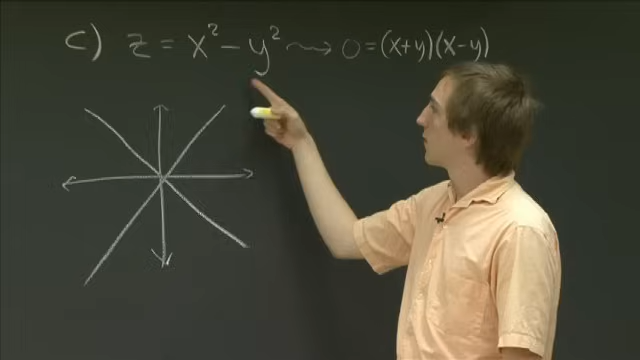 c) z = x² − y² ⇝ 0 = (x+y)(x−y)